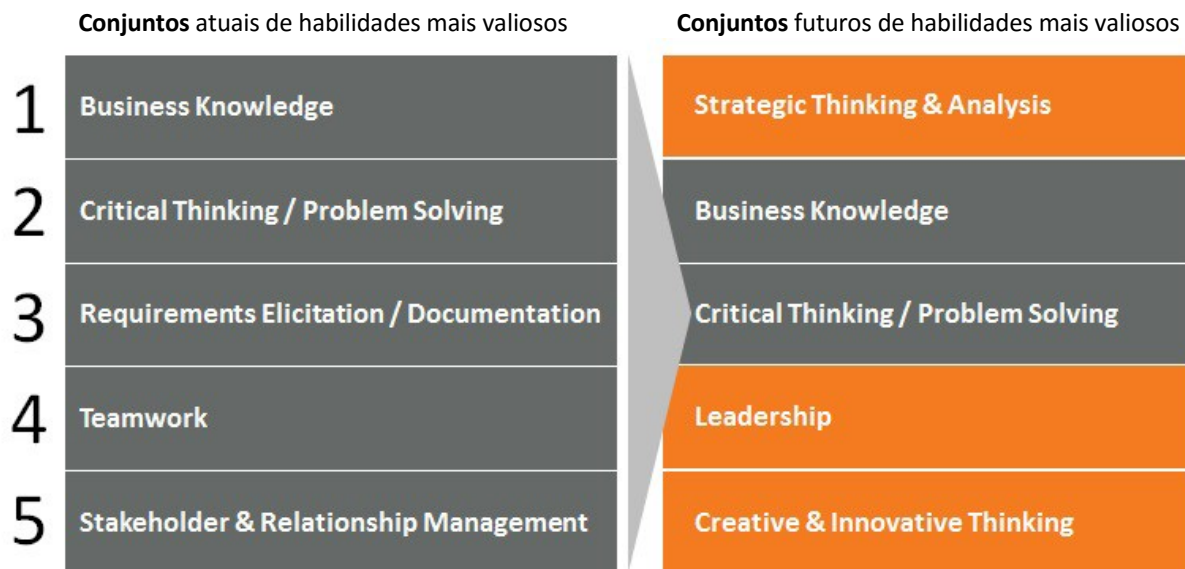 Conjuntos atuais de habilidades mais valiosos
Conjuntos futuros de habilidades mais valiosos
1
Business Knowledge
Strategic Thinking & Analysis
2
Critical Thinking / Problem Solving
Business Knowledge
3
Requirements Elicitation / Documentation
Critical Thinking / Problem Solving
4
Teamwork
Leadership
5
Stakeholder & Relationship Management
Creative & Innovative Thinking